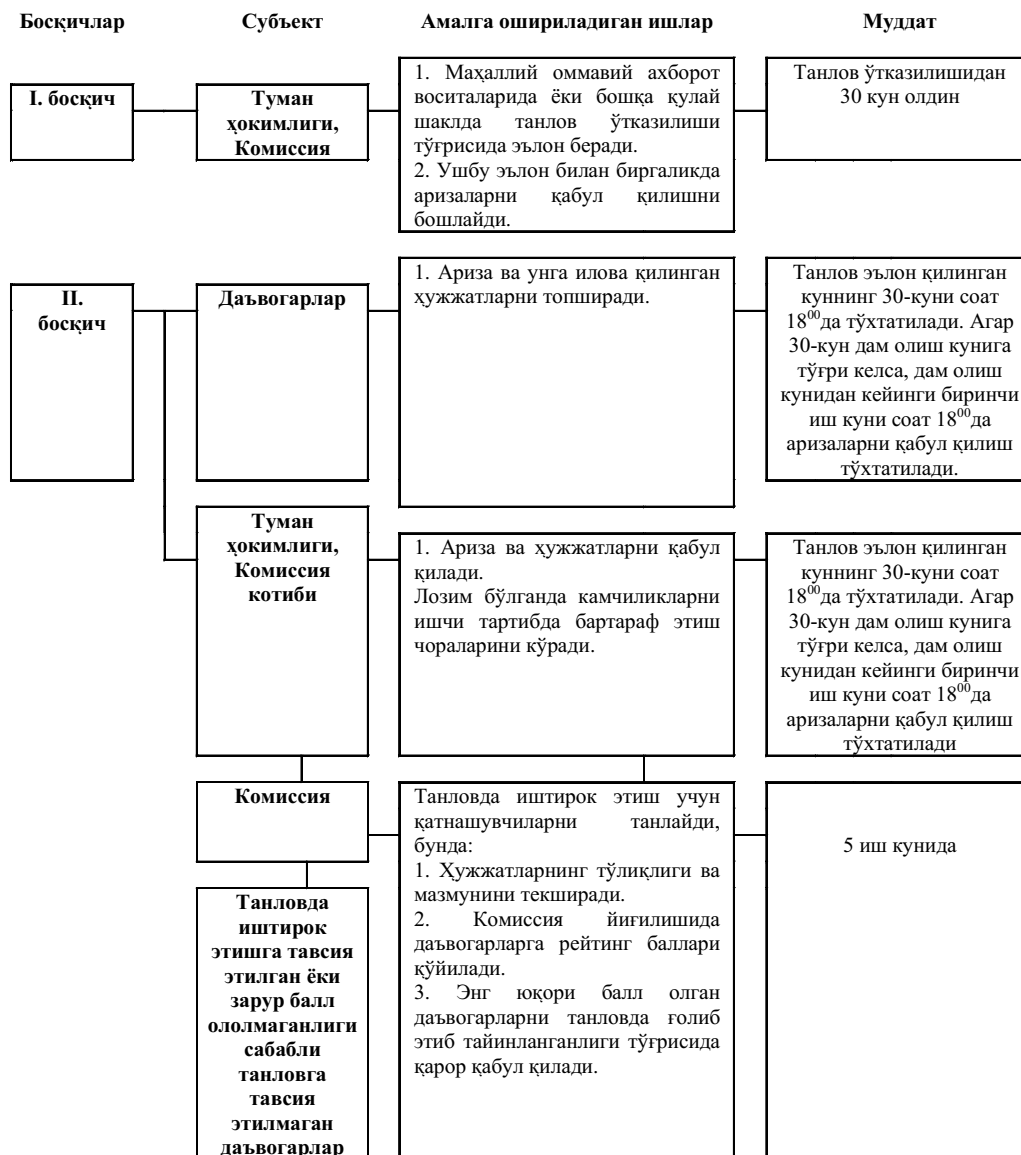 Босқичлар
Субъект
Амалга ошириладиган ишлар
Муддат
I. босқич
Туман
ҳокимлиги,
Комиссия
1. Маҳаллий оммавий ахборот
воситаларида ёки бошқа қулай
шаклда танлов ўтказилиши
тўғрисида эълон беради.
2. Ушбу эълон билан биргаликда
аризаларни қабул қилишни
бошлайди.
Танлов ўтказилишидан
30 кун олдин
II.
босқич
Даъвогарлар
1. Ариза ва унга илова қилинган
ҳужжатларни топширади.
Танлов эълон қилинган
куннинг 30-куни соат
18⁰⁰да тўхтатилади. Агар
30-кун дам олиш кунига
тўғри келса, дам олиш
кунидан кейинги биринчи
иш куни соат 18⁰⁰да
аризаларни қабул қилиш
тўхтатилади.
Туман
ҳокимлиги,
Комиссия
котиби
1. Ариза ва ҳужжатларни қабул
қилади.
Лозим бўлганда камчиликларни
ишчи тартибда бартараф этиш
чораларини кўради.
Танлов эълон қилинган
куннинг 30-куни соат
18⁰⁰да тўхтатилади. Агар
30-кун дам олиш кунига
тўғри келса, дам олиш
кунидан кейинги биринчи
иш куни соат 18⁰⁰да
аризаларни қабул қилиш
тўхтатилади
Комиссия
Танловда иштирок этиш учун
қатнашувчиларни танлайди,
бунда:
1. Ҳужжатларнинг тўлиқлиги ва
мазмунини текширади.
2. Комиссия йиғилишида
даъвогарларга рейтинг баллари
қўйилади.
3. Энг юқори балл олган
даъвогарларни танловда ғолиб
этиб тайинланганлиги тўғрисида
қарор қабул қилади.
5 иш кунида
Танловда
иштирок
этишга тавсия
этилган ёки
зарур балл
ололмаганлиги
сабабли
танловга
тавсия
этилмаган
даъвогарлар